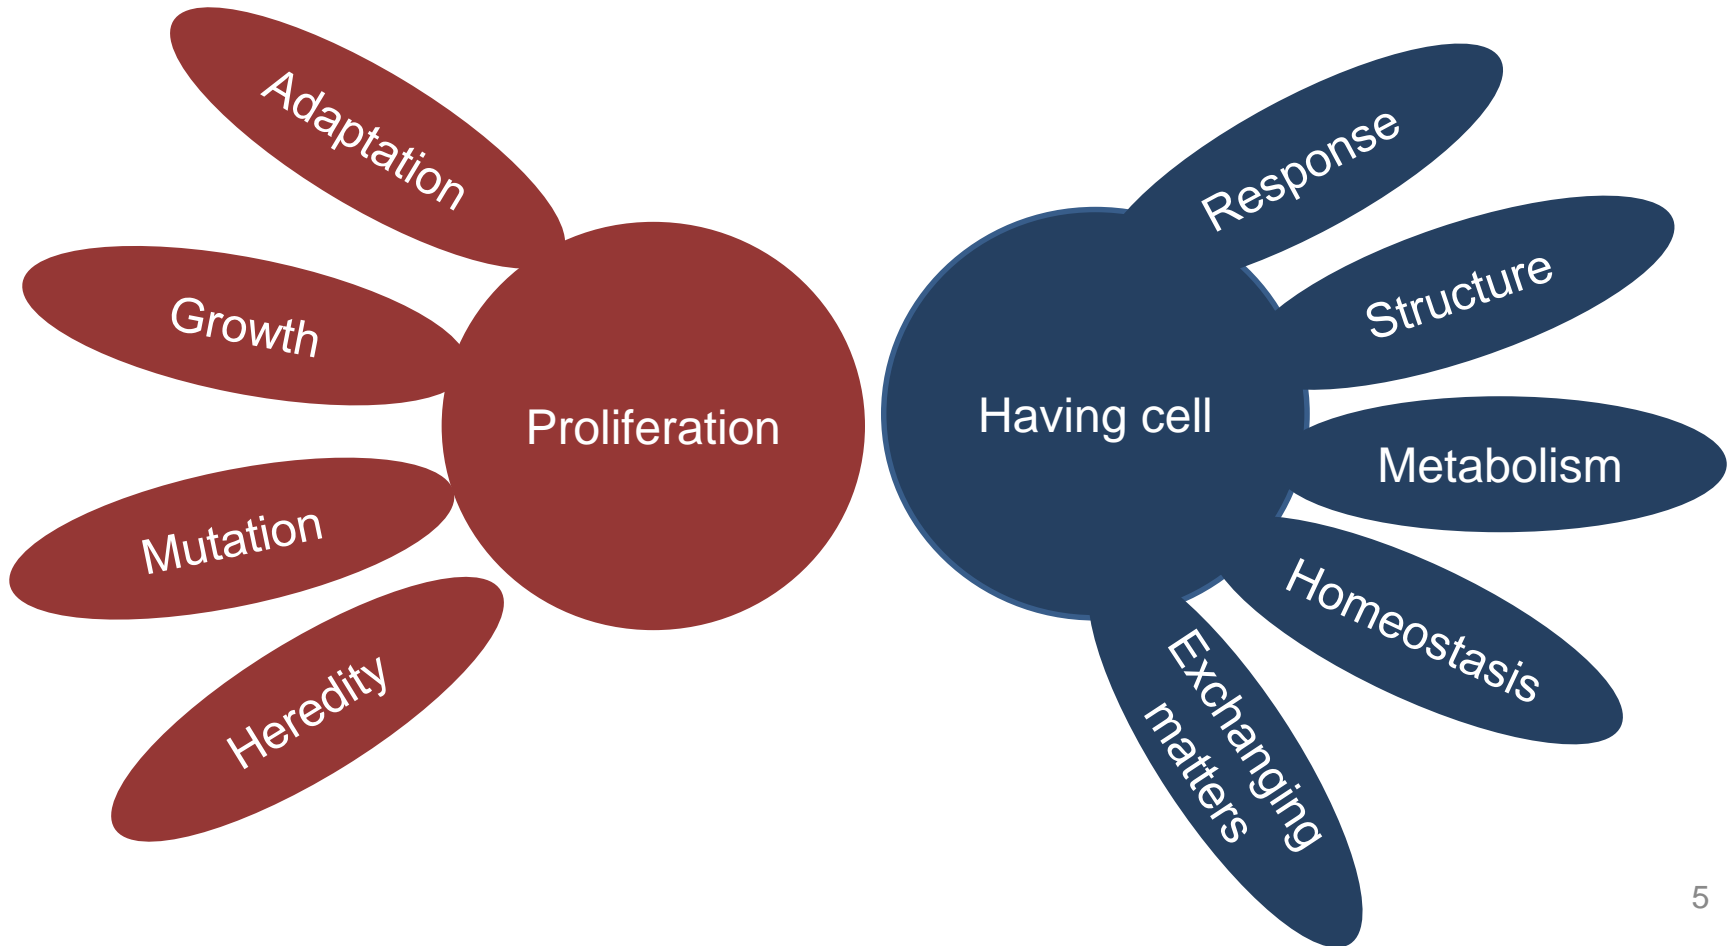 Adaptation
Growth
Proliferation
Mutation
Heredity
Response
Structure
Having cell
Metabolism
Homeostasis
Exchanging
matters
5